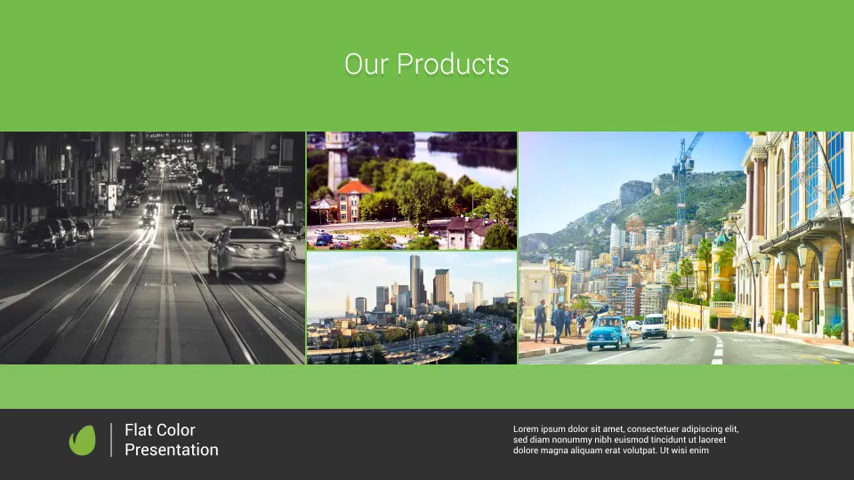 Our Products
Flat Color
Presentation
Lorem ipsum dolor sit amet, consectetuer adipiscing elit,
sed diam nonummy nibh euismod tincidunt ut laoreet
dolore magna aliquam erat volutpat. Ut wisi enim